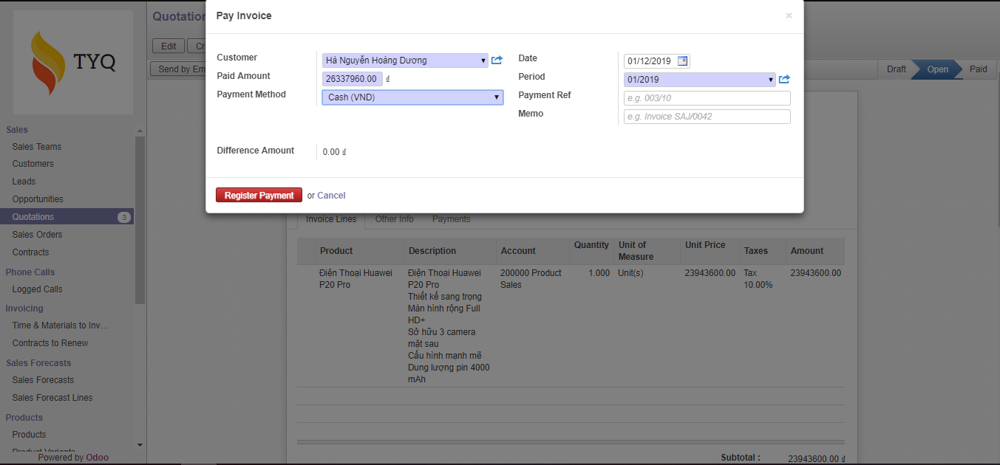 Pay Invoice
×
Customer
Hà Nguyễn Hoàng Dương
Paid Amount
26337960.00 ₫
Payment Method
Cash (VND)
Date
01/12/2019
Period
01/2019
Payment Ref
e.g. 003/10
Memo
e.g. Invoice SAJ/0042
Difference Amount
0.00 ₫
Register Payment or Cancel
TYQ
Sales
Sales Teams
Customers
Leads
Opportunities
Quotations 3
Sales Orders
Contracts
Phone Calls
Logged Calls
Invoicing
Time & Materials to Inv…
Contracts to Renew
Sales Forecasts
Sales Forecasts
Sales Forecast Lines
Products
Products
Product Variants
Powered by Odoo
Quotation
Edit
Cr
Send by Em
Draft Open Paid
Invoice Lines Other Info Payments
Product Description Account Quantity Unit of Unit Price Taxes Amount
Measure
Điện Thoại Huawei Điện Thoại Huawei 200000 Product 1.000 Unit(s) 23943600.00 Tax 23943600.00
P20 Pro P20 Pro Sales 10.00%
Thiết kế sang trọng
Màn hình rộng Full
HD+
Sở hữu 3 camera
mặt sau
Cấu hình mạnh mẽ
Dung lượng pin 4000
mAh
Subtotal : 23943600.00 ₫